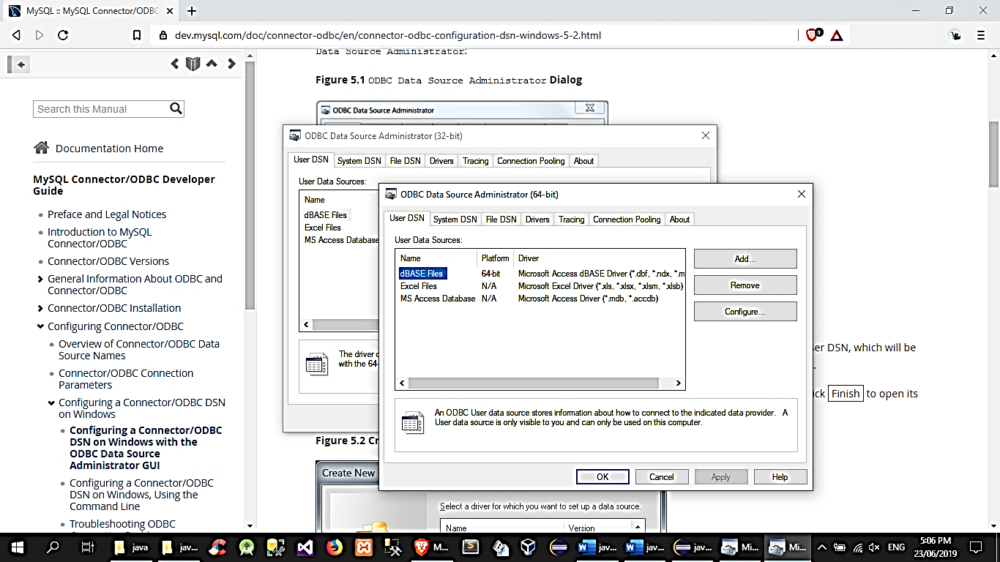 MySQL :: MySQL Connector/ODBC
dev.mysql.com/doc/connector-odbc/en/connector-odbc-configuration-dsn-windows-5-2.html
Search this Manual
Documentation Home
MySQL Connector/ODBC Developer
Guide
Preface and Legal Notices
Introduction to MySQL
Connector/ODBC
Connector/ODBC Versions
General Information About ODBC and
Connector/ODBC
Connector/ODBC Installation
Configuring Connector/ODBC
Overview of Connector/ODBC Data
Source Names
Connector/ODBC Connection
Parameters
Configuring a Connector/ODBC DSN
on Windows
Configuring a Connector/ODBC
DSN on Windows with the
ODBC Data Source
Administrator GUI
Configuring a Connector/ODBC
DSN on Windows, Using the
Command Line
Troubleshooting ODBC
Data Source Administrator:
Figure 5.1 ODBC Data Source Administrator Dialog
ODBC Data Source Administrator
ODBC Data Source Administrator (32-bit)
User DSN System DSN File DSN Drivers Tracing Connection Pooling About
User Data Sources:
Name
dBASE Files
Excel Files
MS Access Database
The driver
with the 64-
ODBC Data Source Administrator (64-bit)
User DSN System DSN File DSN Drivers Tracing Connection Pooling About
User Data Sources:
Name Platform Driver
dBASE Files 64-bit Microsoft Access dBASE Driver (*.dbf, *.ndx, *.m
Excel Files N/A Microsoft Excel Driver (*.xls, *.xlsx, *.xlsm, *.xlsb)
MS Access Database N/A Microsoft Access Driver (*.mdb, *.accdb)
Add...
Remove
Configure...
An ODBC User data source stores information about how to connect to the indicated data provider. A
User data source is only visible to you and can only be used on this computer.
OK Cancel Apply Help
er DSN, which will be
.
ick Finish to open its
Figure 5.2 Cr
Create New
Select a driver for which you want to set up a data source.
Name Version
java jav... M... jav... jav... jav... Mi... Mi...
ENG
5:06 PM
23/06/2019